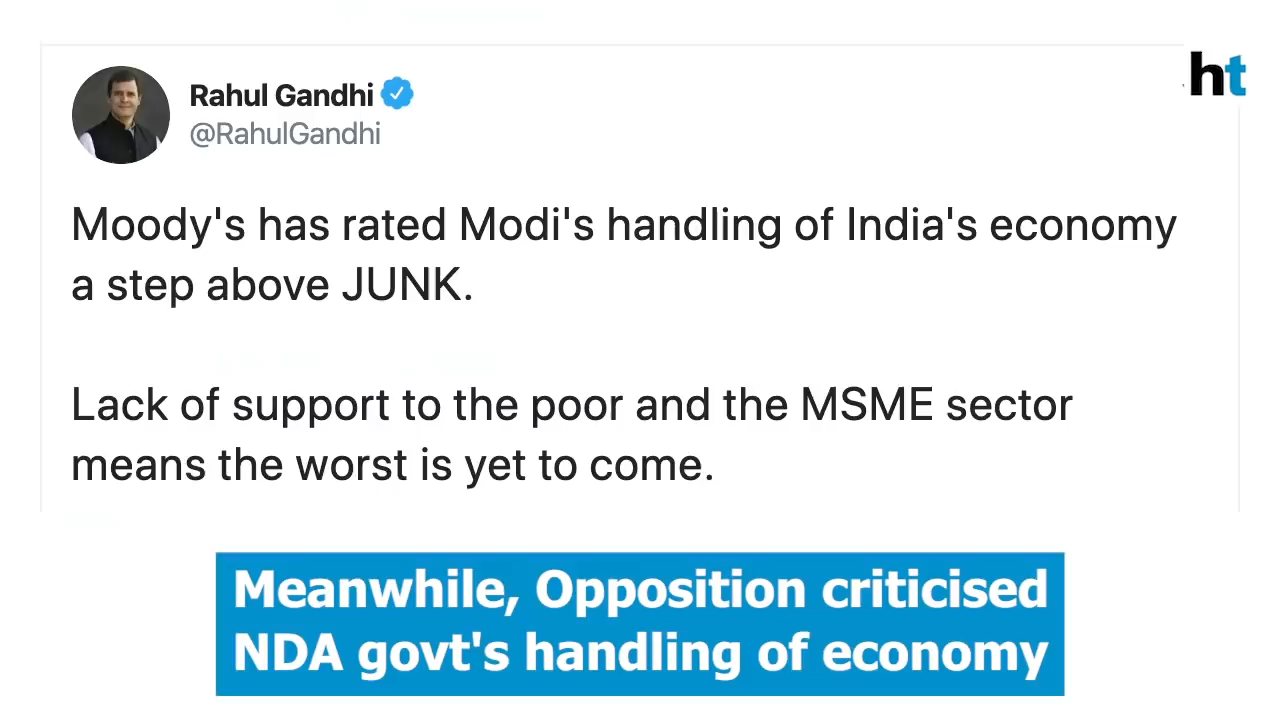 Rahul Gandhi
@RahulGandhi
ht
Moody's has rated Modi's handling of India's economy
a step above JUNK.
Lack of support to the poor and the MSME sector
means the worst is yet to come.
Meanwhile, Opposition criticised
NDA govt's handling of economy